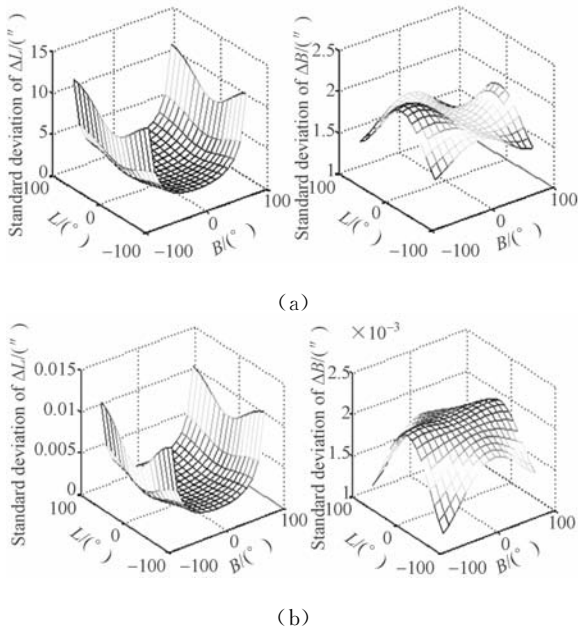 Standard deviation of ΔL/(″)
15
10
5
0
100
0
−100
L/(°)
−100
0
100
B/(°)
Standard deviation of ΔB/(″)
2.5
2
1.5
1
100
0
−100
L/(°)
−100
0
100
B/(°)
(a)
Standard deviation of ΔL/(″)
0.015
0.01
0.005
0
100
0
−100
L/(°)
−100
0
100
B/(°)
×10⁻³
Standard deviation of ΔB/(″)
2.5
2
1.5
1
100
0
−100
L/(°)
−100
0
100
B/(°)
(b)